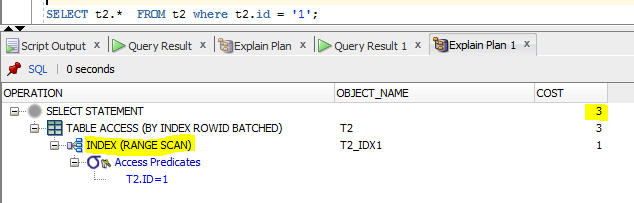 SELECT t2.*  FROM t2 where t2.id = '1';
Script Output x Query Result x Explain Plan x Query Result 1 x Explain Plan 1 x
SQL | 0 seconds
OPERATION OBJECT_NAME COST
SELECT STATEMENT 3
TABLE ACCESS (BY INDEX ROWID BATCHED) T2 3
INDEX (RANGE SCAN) T2_IDX1 1
Access Predicates
T2.ID=1